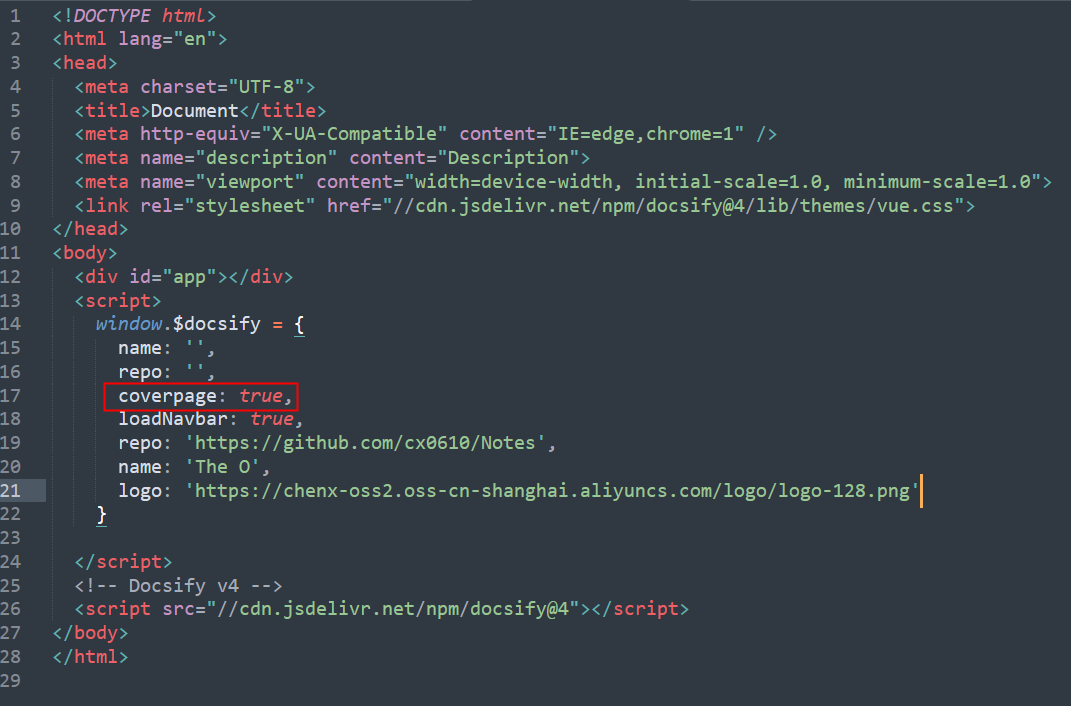 1 <!DOCTYPE html>
2 <html lang="en">
3 <head>
4 <meta charset="UTF-8">
5 <title>Document</title>
6 <meta http-equiv="X-UA-Compatible" content="IE=edge,chrome=1" />
7 <meta name="description" content="Description">
8 <meta name="viewport" content="width=device-width, initial-scale=1.0, minimum-scale=1.0">
9 <link rel="stylesheet" href="//cdn.jsdelivr.net/npm/docsify@4/lib/themes/vue.css">
10 </head>
11 <body>
12 <div id="app"></div>
13 <script>
14 window.$docsify = {
15 name: '',
16 repo: '',
17 coverpage: true,
18 loadNavbar: true,
19 repo: 'https://github.com/cx0610/Notes',
20 name: 'The O',
21 logo: 'https://chenx-oss2.oss-cn-shanghai.aliyuncs.com/logo/logo-128.png'
22 }
23
24 </script>
25 <!-- Docsify v4 -->
26 <script src="//cdn.jsdelivr.net/npm/docsify@4"></script>
27 </body>
28 </html>
29